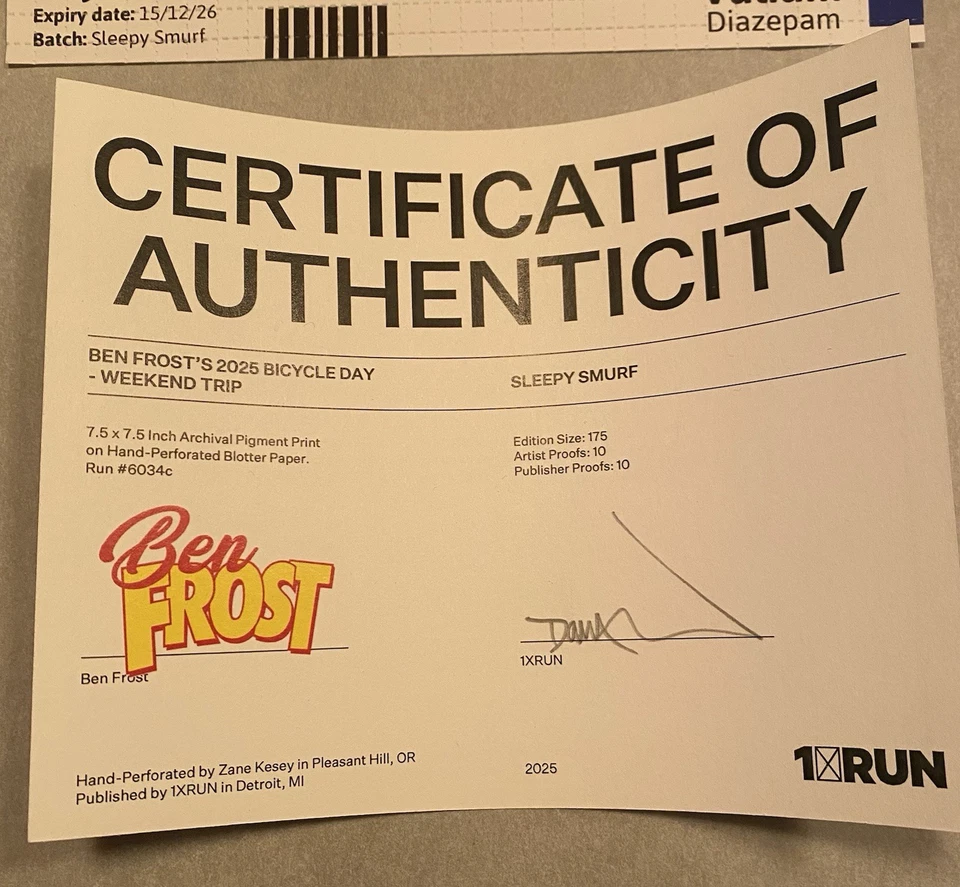 Expiry date: 15/12/26
Batch: Sleepy Smurf
Diazepam
CERTIFICATE OF
AUTHENTICITY
BEN FROST'S 2025 BICYCLE DAY
- WEEKEND TRIP
SLEEPY SMURF
7.5 x 7.5 Inch Archival Pigment Print
on Hand-Perforated Blotter Paper.
Run #6034c
Edition Size: 175
Artist Proofs: 10
Publisher Proofs: 10
Ben
FROST
Ben Frost
1XRUN
Hand-Perforated by Zane Kesey in Pleasant Hill, OR
Published by 1XRUN in Detroit, MI
2025
1XRUN